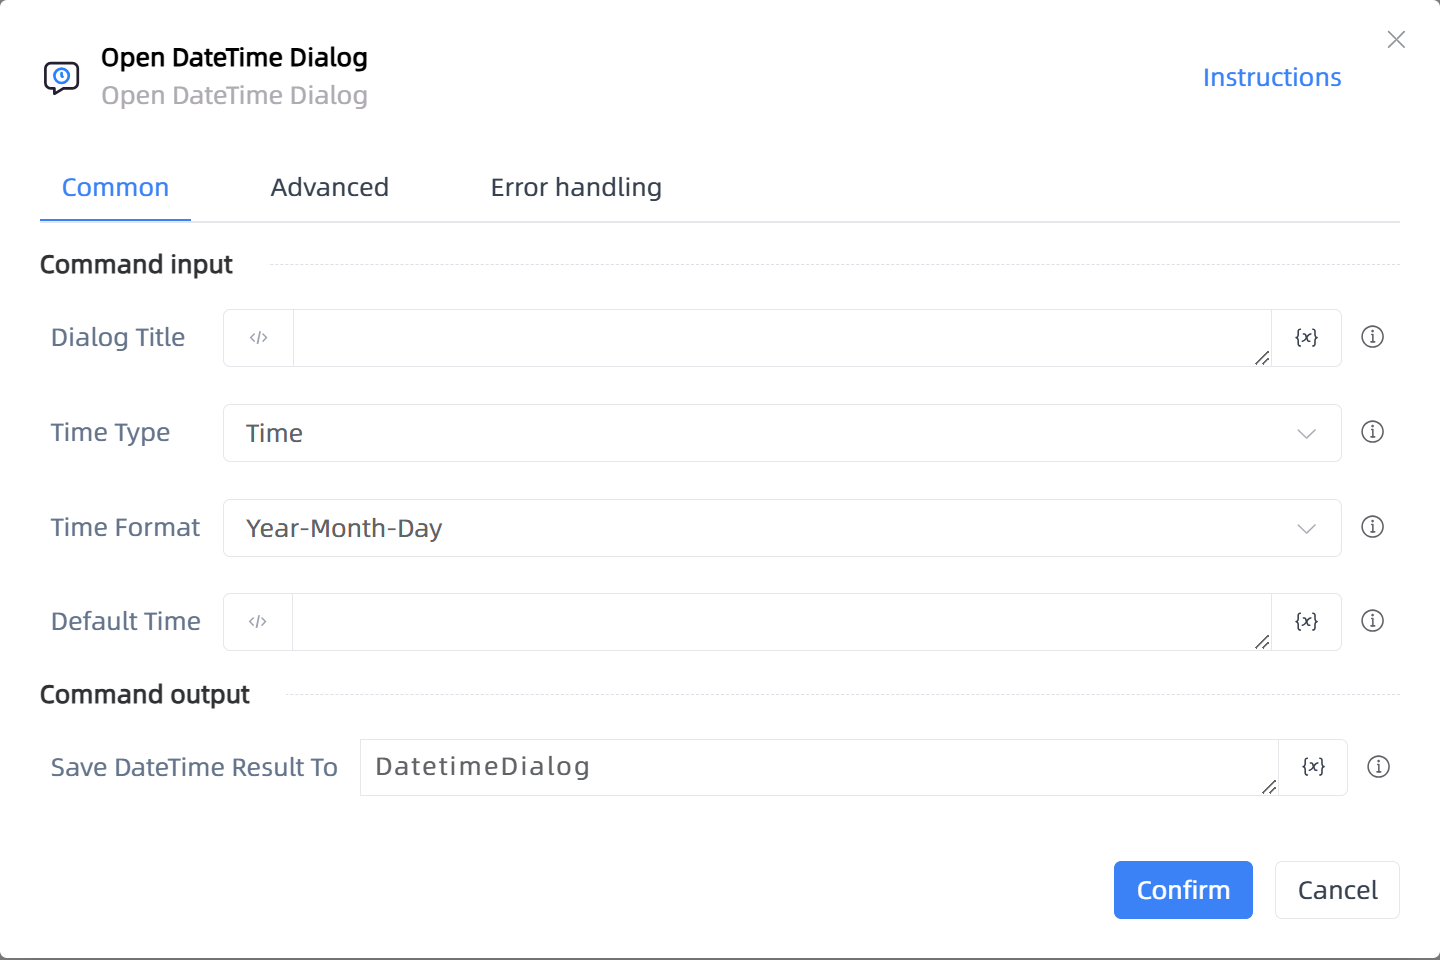 Open DateTime Dialog
Open DateTime Dialog
Instructions
Common Advanced Error handling
Command input
Dialog Title </> {x}
Time Type Time
Time Format Year-Month-Day
Default Time </> {x}
Command output
Save DateTime Result To DatetimeDialog {x}
Confirm Cancel